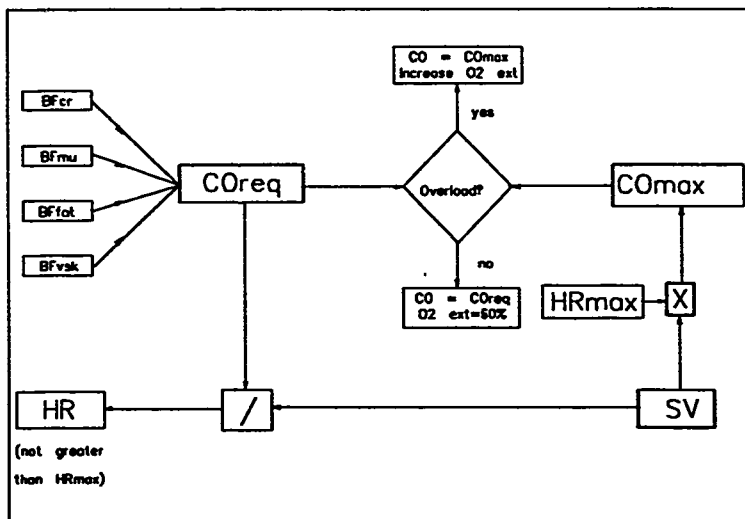 CO = COmax
Increase O2 ext
yes
BFcr
BFmu
BFfat
BFvsk
COreq
Overload?
COmax
no
CO = COreq
O2 ext=60%
HRmax
X
HR
/
SV
(not greater
than HRmax)